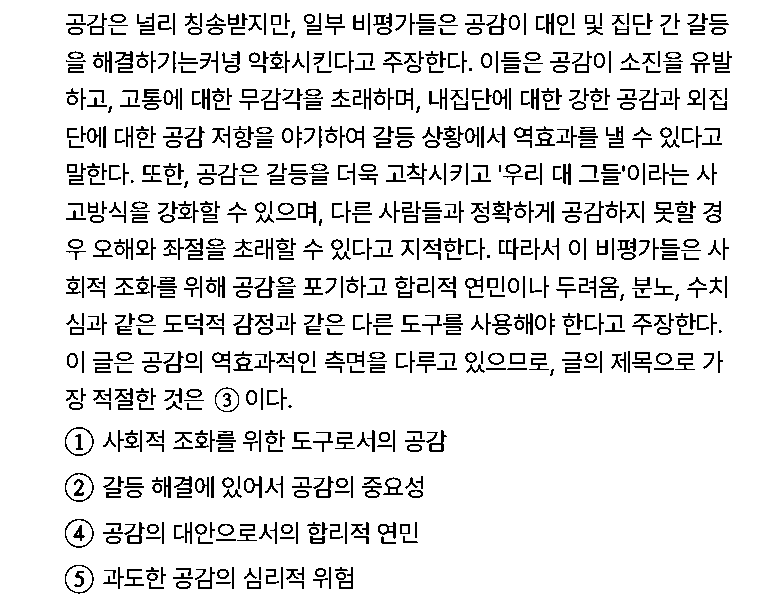 공감은 널리 칭송받지만, 일부 비평가들은 공감이 대인 및 집단 간 갈등
을 해결하기는커녕 악화시킨다고 주장한다. 이들은 공감이 소진을 유발
하고, 고통에 대한 무감각을 초래하며, 내집단에 대한 강한 공감과 외집
단에 대한 공감 저항을 야기하여 갈등 상황에서 역효과를 낼 수 있다고
말한다. 또한, 공감은 갈등을 더욱 고착시키고 '우리 대 그들'이라는 사
고방식을 강화할 수 있으며, 다른 사람들과 정확하게 공감하지 못할 경
우 오해와 좌절을 초래할 수 있다고 지적한다. 따라서 이 비평가들은 사
회적 조화를 위해 공감을 포기하고 합리적 연민이나 두려움, 분노, 수치
심과 같은 도덕적 감정과 같은 다른 도구를 사용해야 한다고 주장한다.
이 글은 공감의 역효과적인 측면을 다루고 있으므로, 글의 제목으로 가
장 적절한 것은 ③이다.
① 사회적 조화를 위한 도구로서의 공감
② 갈등 해결에 있어서 공감의 중요성
④ 공감의 대안으로서의 합리적 연민
⑤ 과도한 공감의 심리적 위험